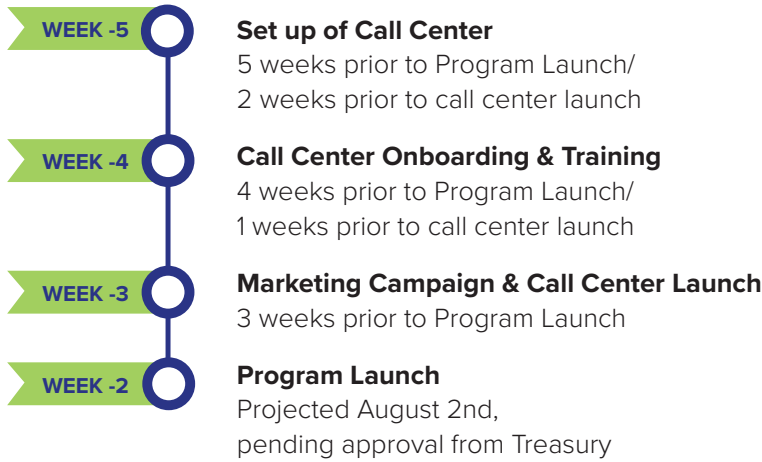 WEEK -5
Set up of Call Center
5 weeks prior to Program Launch/
2 weeks prior to call center launch
WEEK -4
Call Center Onboarding & Training
4 weeks prior to Program Launch/
1 weeks prior to call center launch
WEEK -3
Marketing Campaign & Call Center Launch
3 weeks prior to Program Launch
WEEK -2
Program Launch
Projected August 2nd,
pending approval from Treasury